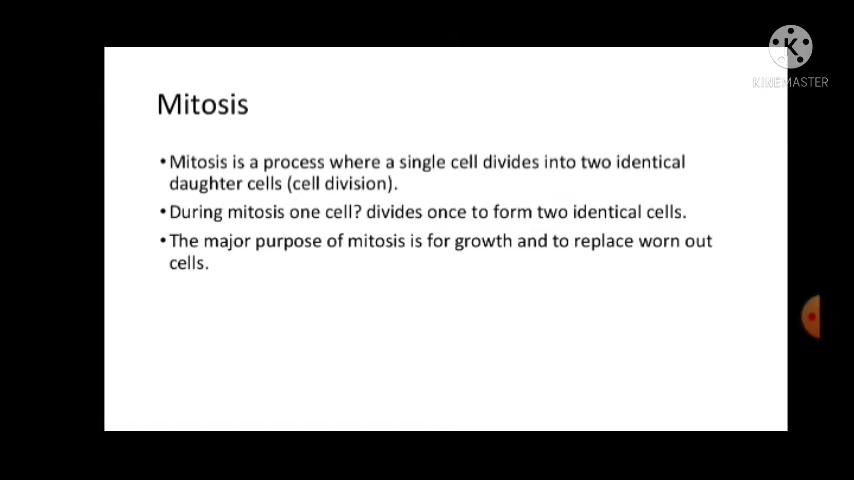 KINEMASTER
Mitosis
• Mitosis is a process where a single cell divides into two identical
daughter cells (cell division).
• During mitosis one cell? divides once to form two identical cells.
• The major purpose of mitosis is for growth and to replace worn out
cells.